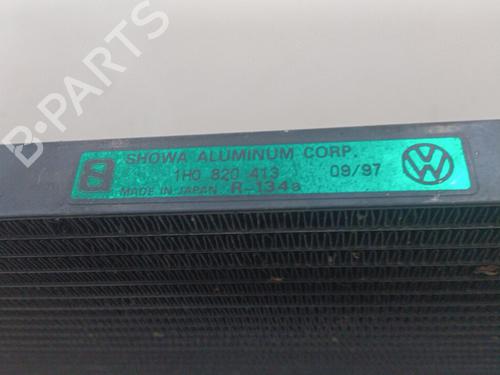 B-PARTS
SHOWA ALUMINUM CORP.
1H0 820 413 09/97
MADE IN JAPAN R-134a